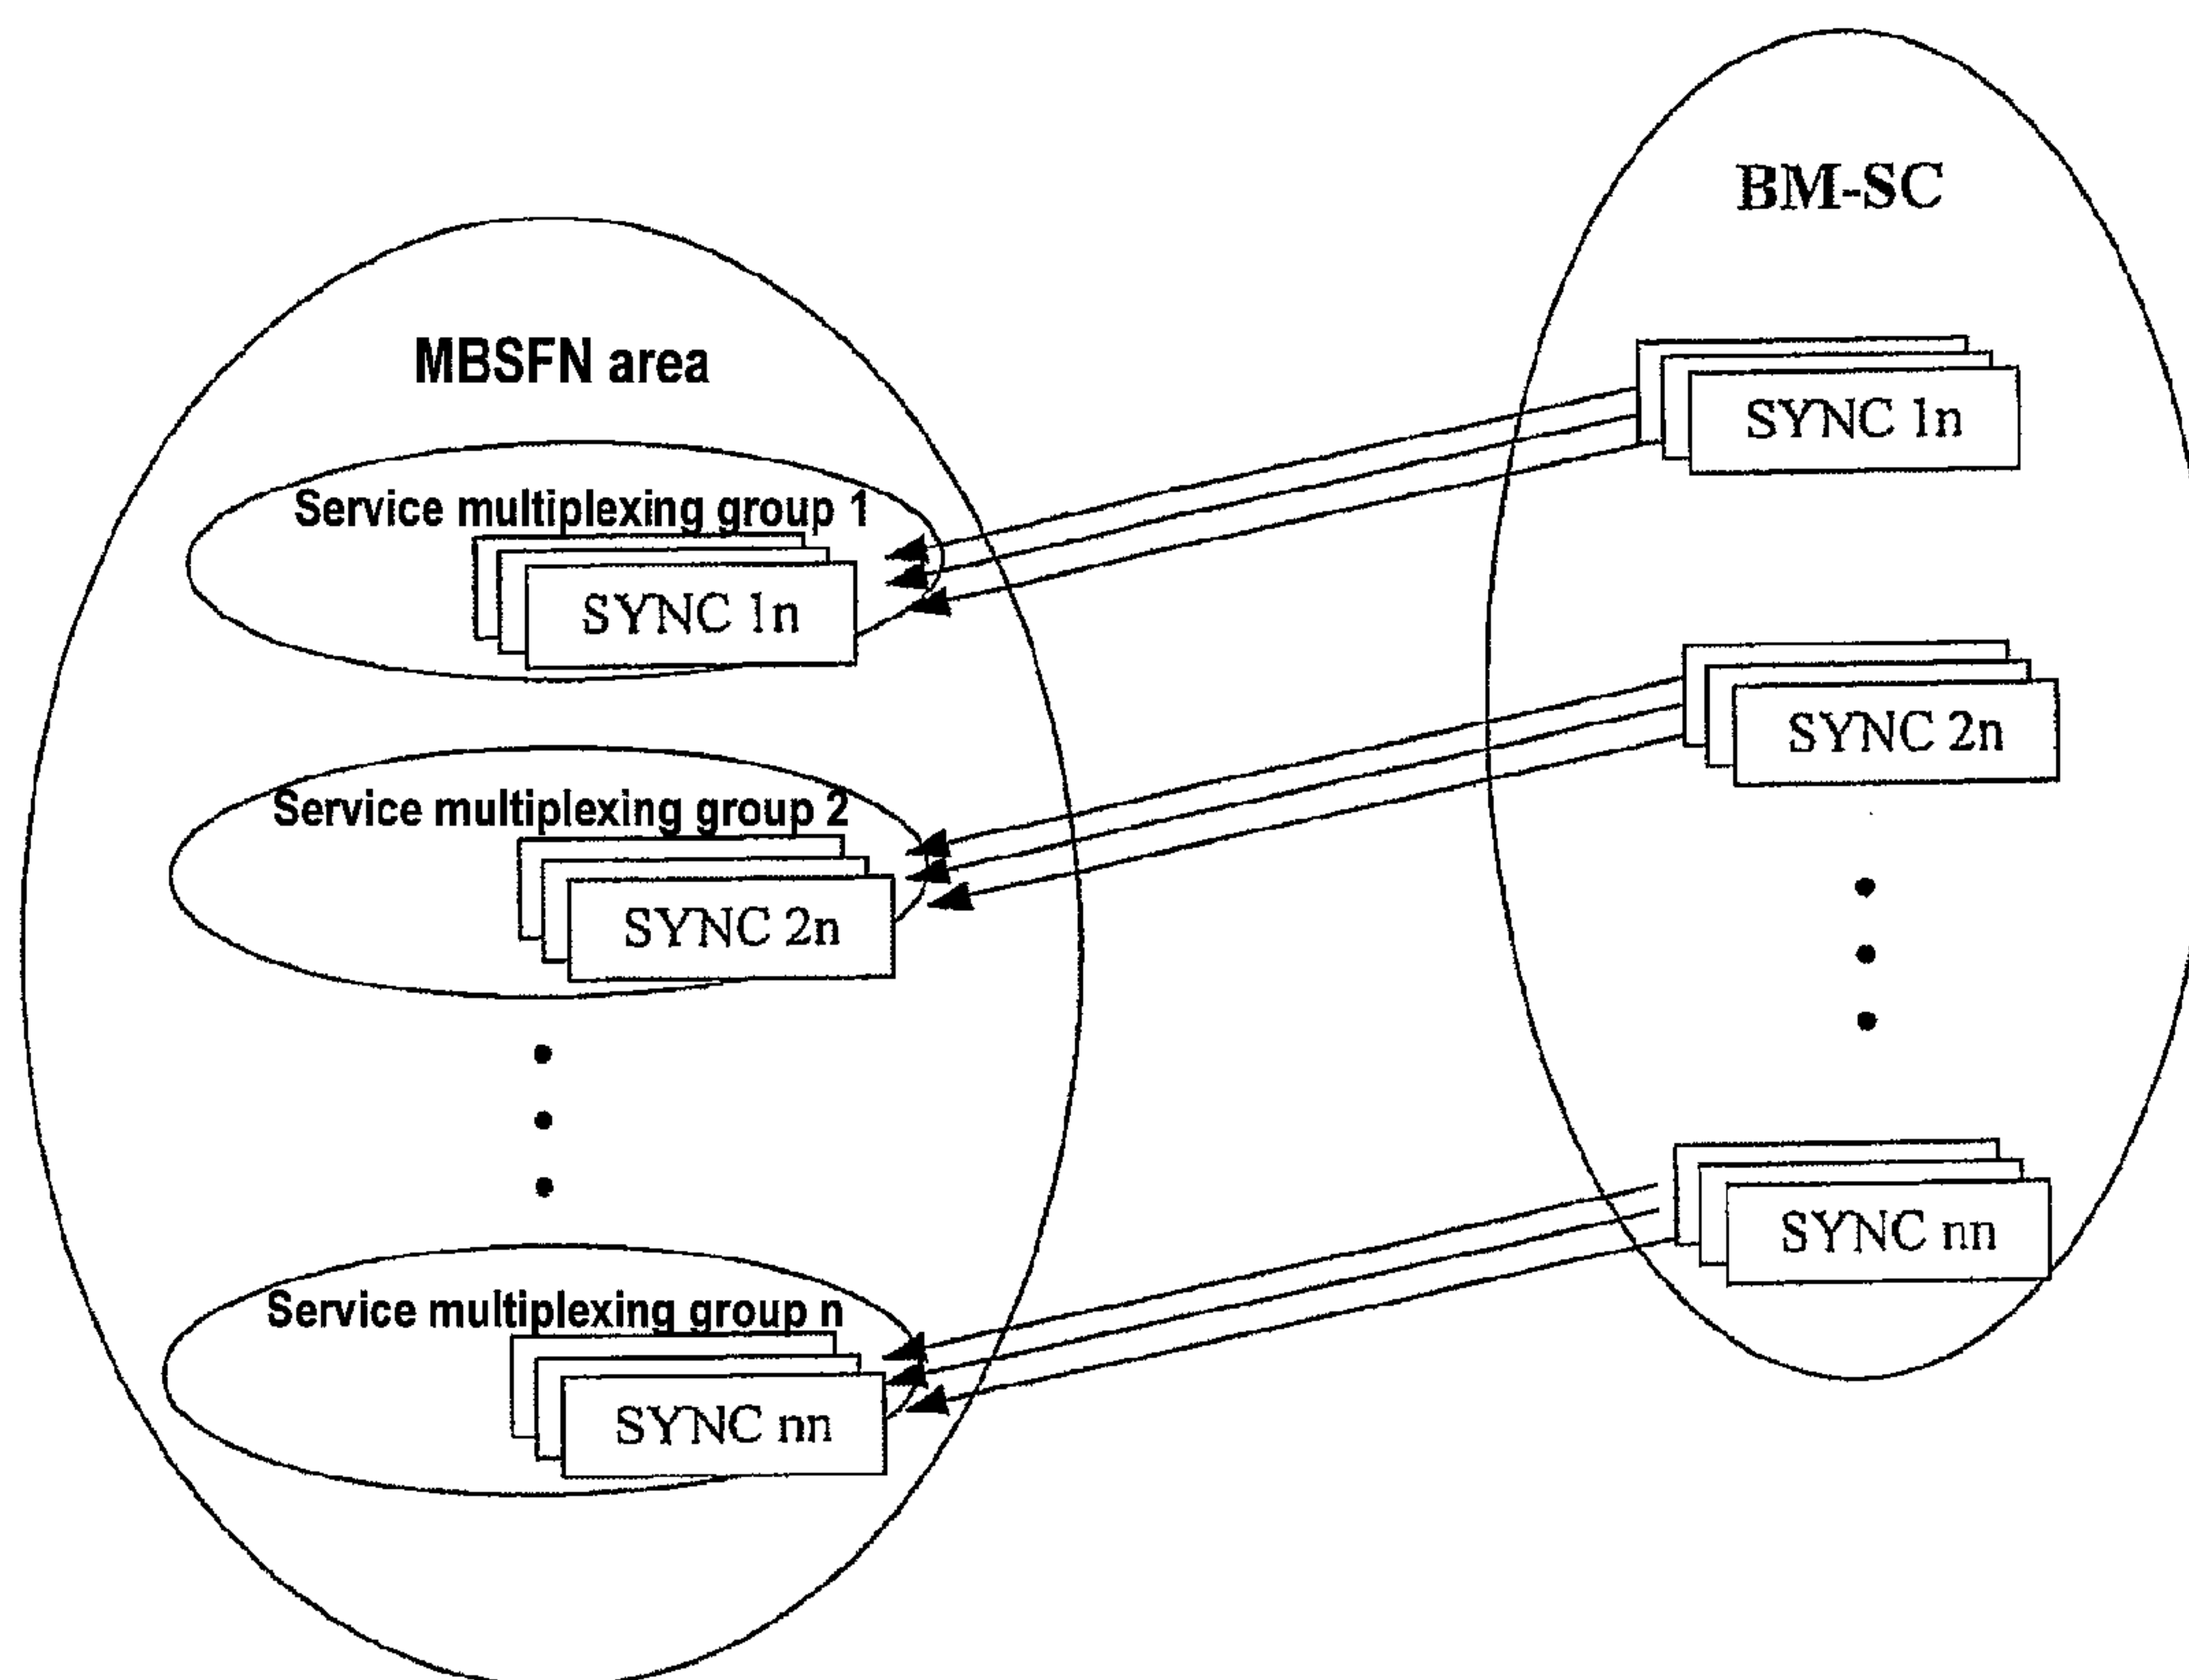 MBSFN area
Service multiplexing group 1
SYNC 1n
Service multiplexing group 2
SYNC 2n
Service multiplexing group n
SYNC nn
BM-SC
SYNC 1n
SYNC 2n
SYNC nn